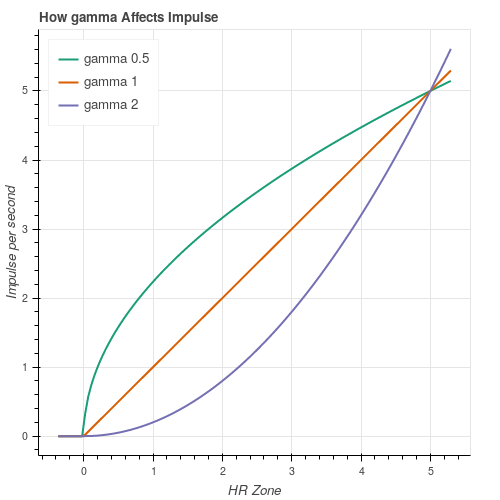 How gamma Affects Impulse
gamma 0.5
gamma 1
gamma 2
Impulse per second
5
4
3
2
1
0
0 1 2 3 4 5
HR Zone